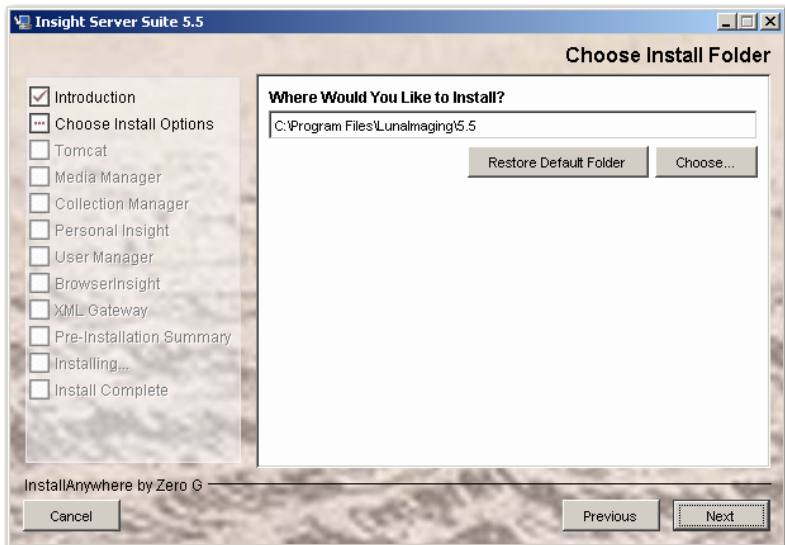 Insight Server Suite 5.5
Choose Install Folder
Introduction
Choose Install Options
Tomcat
Media Manager
Collection Manager
Personal Insight
User Manager
BrowserInsight
XML Gateway
Pre-Installation Summary
Installing...
Install Complete
Where Would You Like to Install?
C:\Program Files\LunaImaging\5.5
Restore Default Folder
Choose...
InstallAnywhere by Zero G
Cancel
Previous
Next